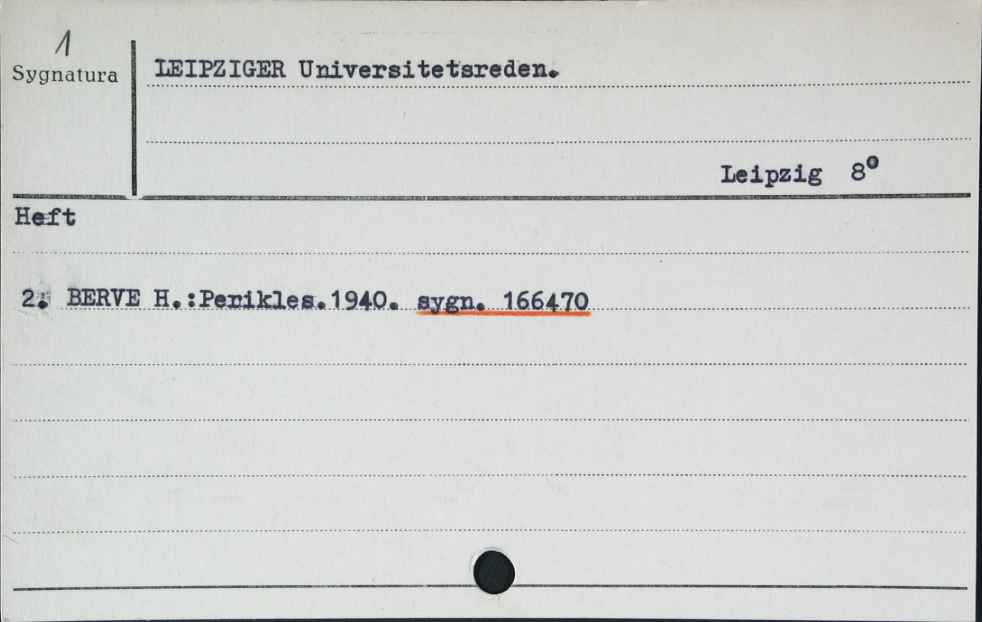 1
Sygnatura
LEIPZIGER Universitetsreden.
Leipzig 8°
Heft
2. BERVE H.:Perikles.1940. sygn. 166470